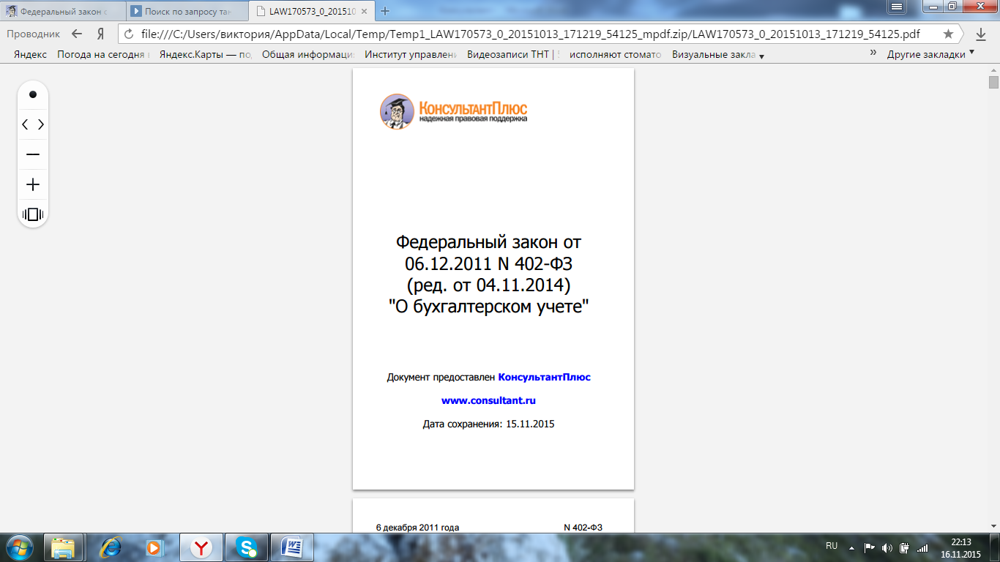 Федеральный закон о
Поиск по запросу тан
LAW170573_0_201510
Проводник
Я
file:///C:/Users/виктория/AppData/Local/Temp/Temp1_LAW170573_0_20151013_171219_54125_mpdf.zip/LAW170573_0_20151013_171219_54125.pdf
Яндекс Погода на сегодня Яндекс.Карты — по, Общая информаци Институт управлени Видеозаписи ТНТ | исполняют стомато Визуальные закла » Другие закладки
КонсультантПлюс
надежная правовая поддержка
Федеральный закон от
06.12.2011 N 402-ФЗ
(ред. от 04.11.2014)
"О бухгалтерском учете"
Документ предоставлен КонсультантПлюс
www.consultant.ru
Дата сохранения: 15.11.2015
6 декабря 2011 года N 402-ФЗ
RU
22:13
16.11.2015